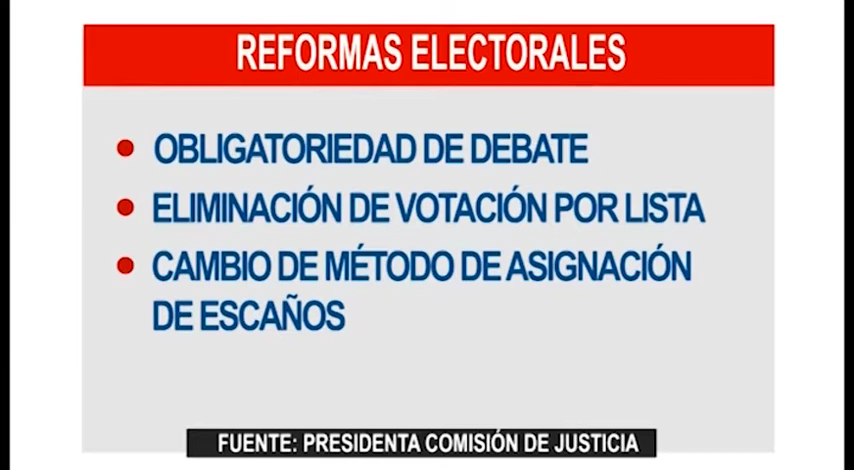 REFORMAS ELECTORALES
• OBLIGATORIEDAD DE DEBATE
• ELIMINACIÓN DE VOTACIÓN POR LISTA
• CAMBIO DE MÉTODO DE ASIGNACIÓN
DE ESCAÑOS
FUENTE: PRESIDENTA COMISIÓN DE JUSTICIA